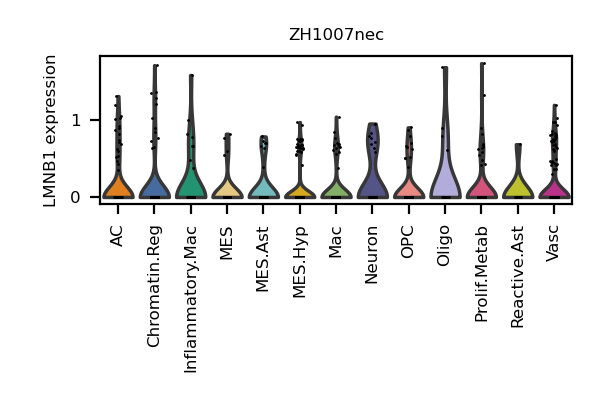 ZH1007nec
LMNB1 expression
1
0
AC
Chromatin.Reg
Inflammatory.Mac
MES
MES.Ast
MES.Hyp
Mac
Neuron
OPC
Oligo
Prolif.Metab
Reactive.Ast
Vasc